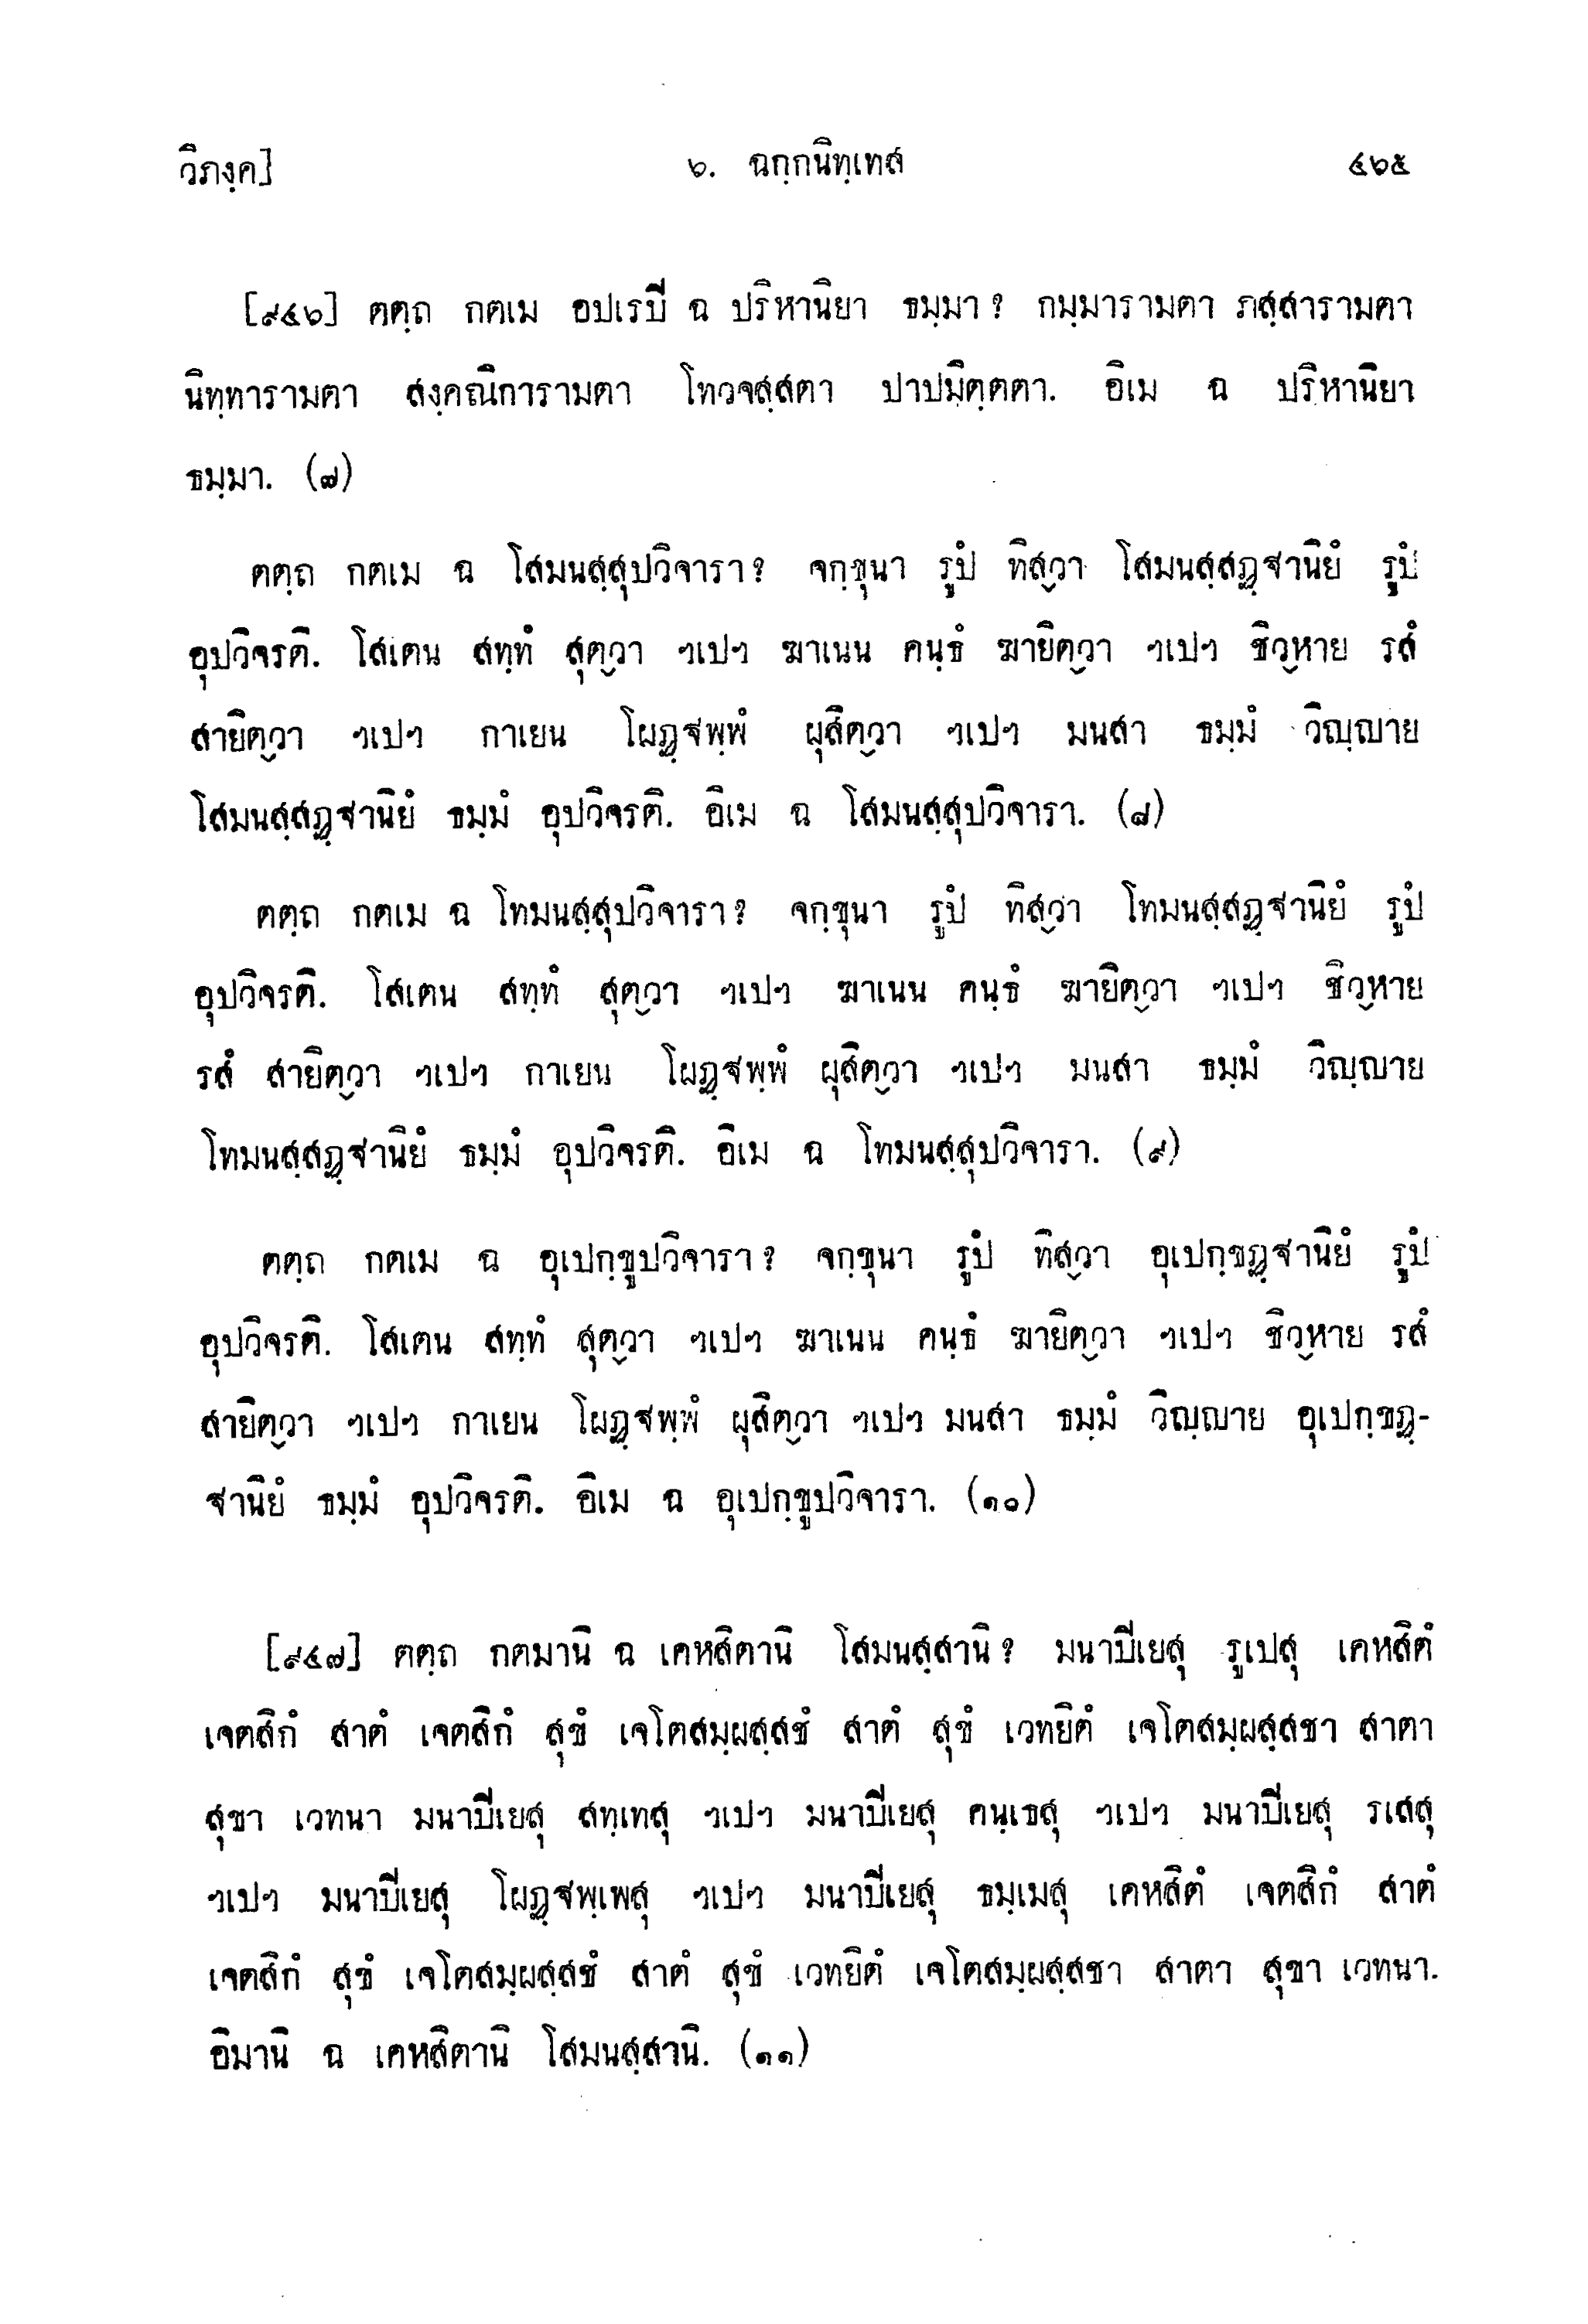 วิภงฺค]
๖. ฉกฺกนิทฺเทส
๔๖๕
[๙๔๖] ตตฺถ กตเม อปเรปิ ฉ ปริหานิยา ธมฺมา? กมฺมารามตา ภสฺสารามตา
นิทฺทารามตา สงฺคณิการามตา โทวจสฺสตา ปาปมิตฺตตา. อิเม ฉ ปริหานิยา
ธมฺมา. (๗)
ตตฺถ กตเม ฉ โสมนสฺสุปวิจารา? จกฺขุนา รูปํ ทิสฺวา โสมนสฺสฏฺฐานิยํ รูปํ
อุปวิจรติ. โสเตน สทฺทํ สุตฺวา ฯเปฯ ฆาเนน คนฺธํ ฆายิตฺวา ฯเปฯ ชิวฺหาย รสํ
สายิตฺวา ฯเปฯ กาเยน โผฏฺฐพฺพํ ผุสิตฺวา ฯเปฯ มนสา ธมฺมํ วิญฺญาย
โสมนสฺสฏฺฐานิยํ ธมฺมํ อุปวิจรติ. อิเม ฉ โสมนสฺสุปวิจารา. (๘)
ตตฺถ กตเม ฉ โทมนสฺสุปวิจารา? จกฺขุนา รูปํ ทิสฺวา โทมนสฺสฏฺฐานิยํ รูปํ
อุปวิจรติ. โสเตน สทฺทํ สุตฺวา ฯเปฯ ฆาเนน คนฺธํ ฆายิตฺวา ฯเปฯ ชิวฺหาย
รสํ สายิตฺวา ฯเปฯ กาเยน โผฏฺฐพฺพํ ผุสิตฺวา ฯเปฯ มนสา ธมฺมํ วิญฺญาย
โทมนสฺสฏฺฐานิยํ ธมฺมํ อุปวิจรติ. อิเม ฉ โทมนสฺสุปวิจารา. (๙)
ตตฺถ กตเม ฉ อุเปกฺขูปวิจารา? จกฺขุนา รูปํ ทิสฺวา อุเปกฺขฏฺฐานิยํ รูปํ
อุปวิจรติ. โสเตน สทฺทํ สุตฺวา ฯเปฯ ฆาเนน คนฺธํ ฆายิตฺวา ฯเปฯ ชิวฺหาย รสํ
สายิตฺวา ฯเปฯ กาเยน โผฏฺฐพฺพํ ผุสิตฺวา ฯเปฯ มนสา ธมฺมํ วิญฺญาย อุเปกฺขฏฺ-
ฐานิยํ ธมฺมํ อุปวิจรติ. อิเม ฉ อุเปกฺขูปวิจารา. (๑๐)
[๙๔๗] ตตฺถ กตมานิ ฉ เคหสิตานิ โสมนสฺสานิ? มนาปิเยสุ รูเปสุ เคหสิตํ
เจตสิกํ สาตํ เจตสิกํ สุขํ เจโตสมฺผสฺสชํ สาตํ สุขํ เวทยิตํ เจโตสมฺผสฺสชา สาตา
สุขา เวทนา มนาปิเยสุ สทฺเทสุ ฯเปฯ มนาปิเยสุ คนฺเธสุ ฯเปฯ มนาปิเยสุ รเสสุ
ฯเปฯ มนาปิเยสุ โผฏฺฐพฺเพสุ ฯเปฯ มนาปิเยสุ ธมฺเมสุ เคหสิตํ เจตสิกํ สาตํ
เจตสิกํ สุขํ เจโตสมฺผสฺสชํ สาตํ สุขํ เวทยิตํ เจโตสมฺผสฺสชา สาตา สุขา เวทนา.
อิมานิ ฉ เคหสิตานิ โสมนสฺสานิ. (๑๑)